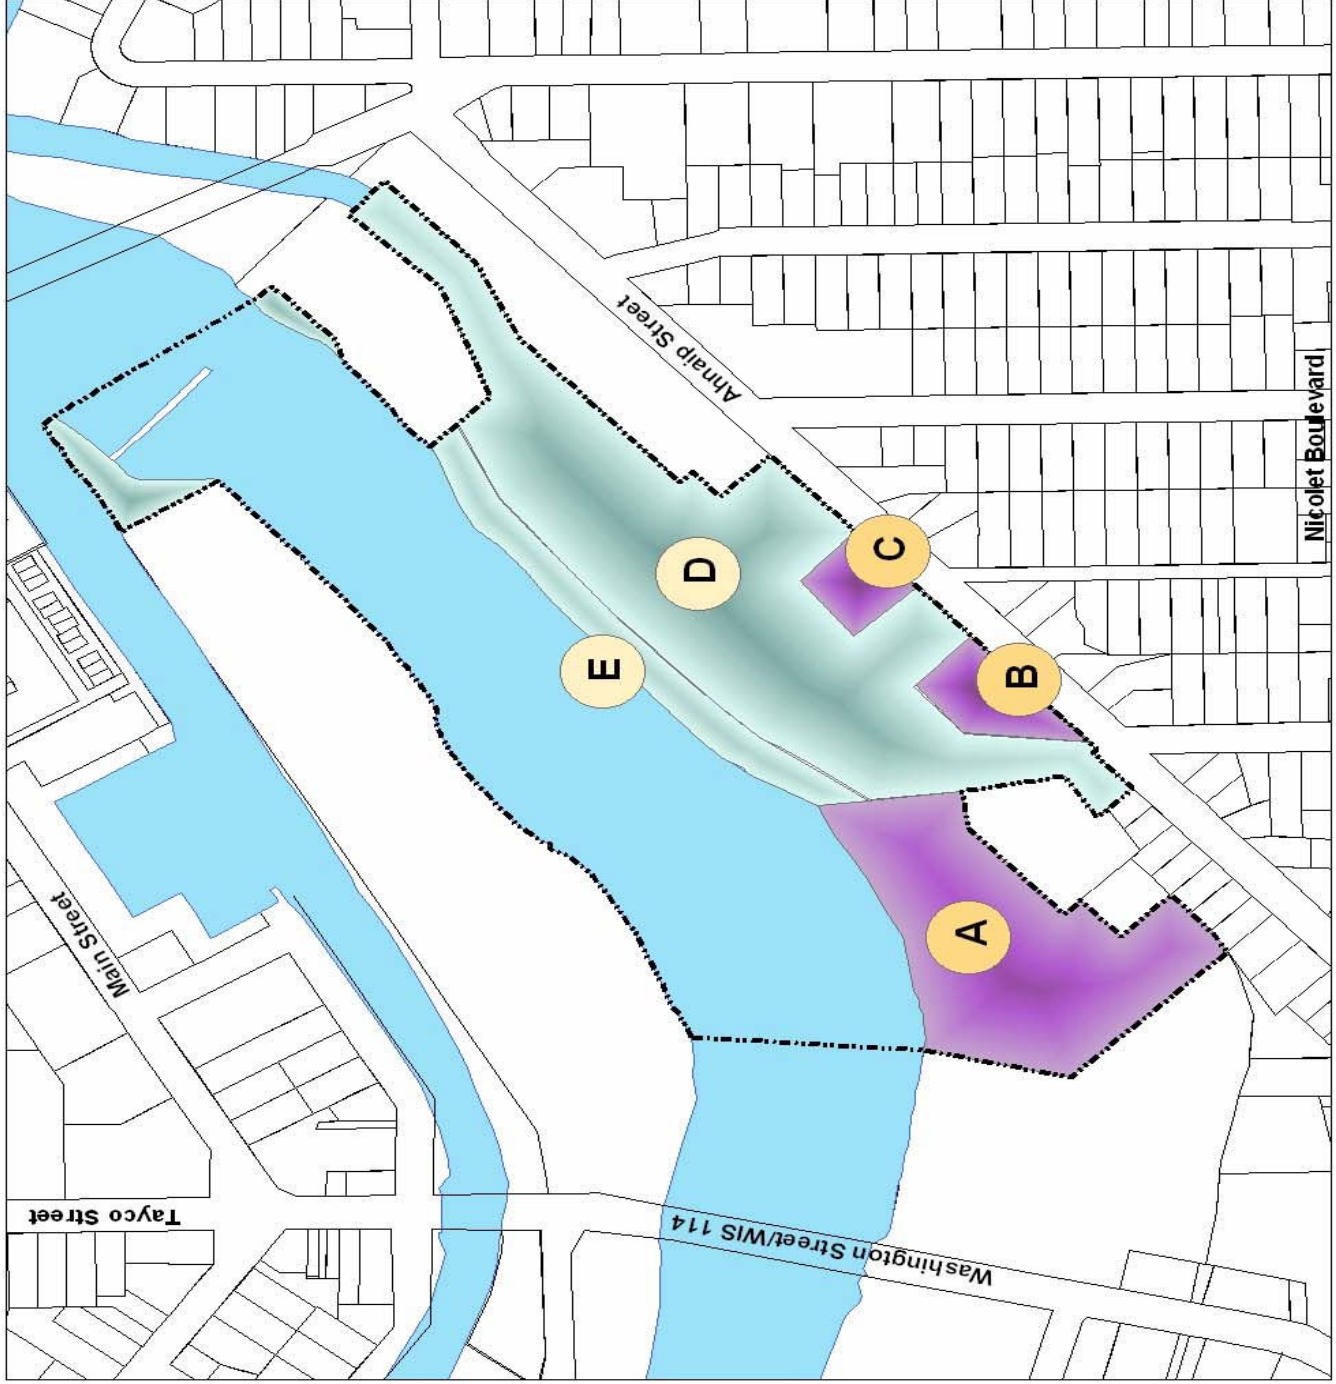 Main Street
Tayco Street
Washington Street/WIS 114
Ahnaip Street
Nicolet Boulevard
A
B
C
D
E